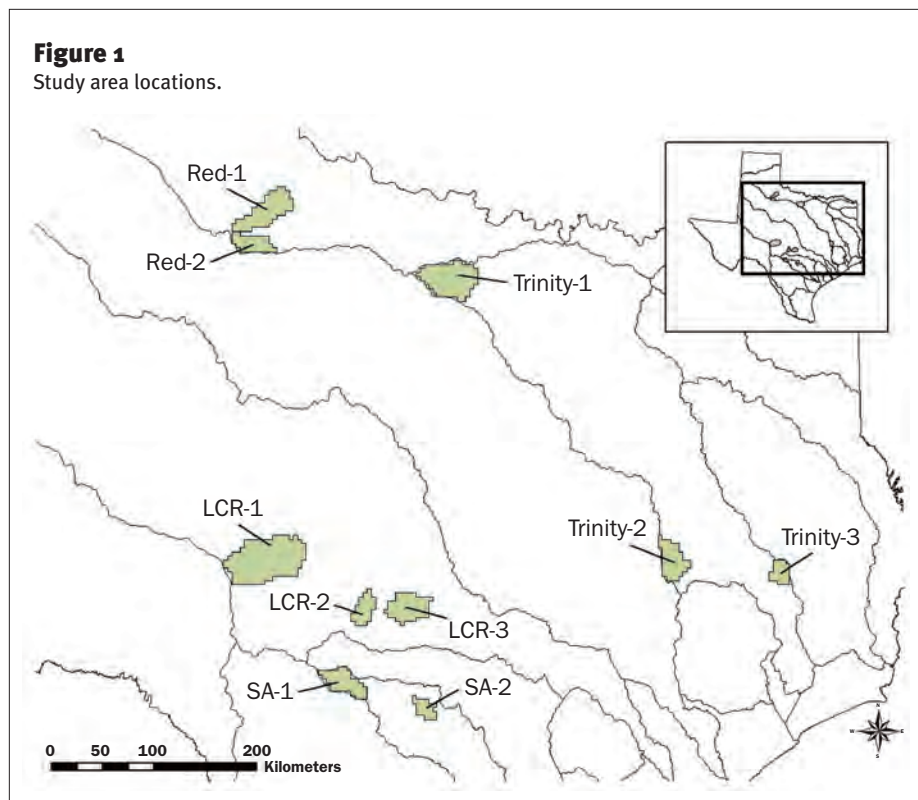 Figure 1
Study area locations.
Red-1
Red-2
Trinity-1
LCR-1
Trinity-2
Trinity-3
LCR-2
LCR-3
SA-1
SA-2
N
W E
S
0 50 100 200
Kilometers